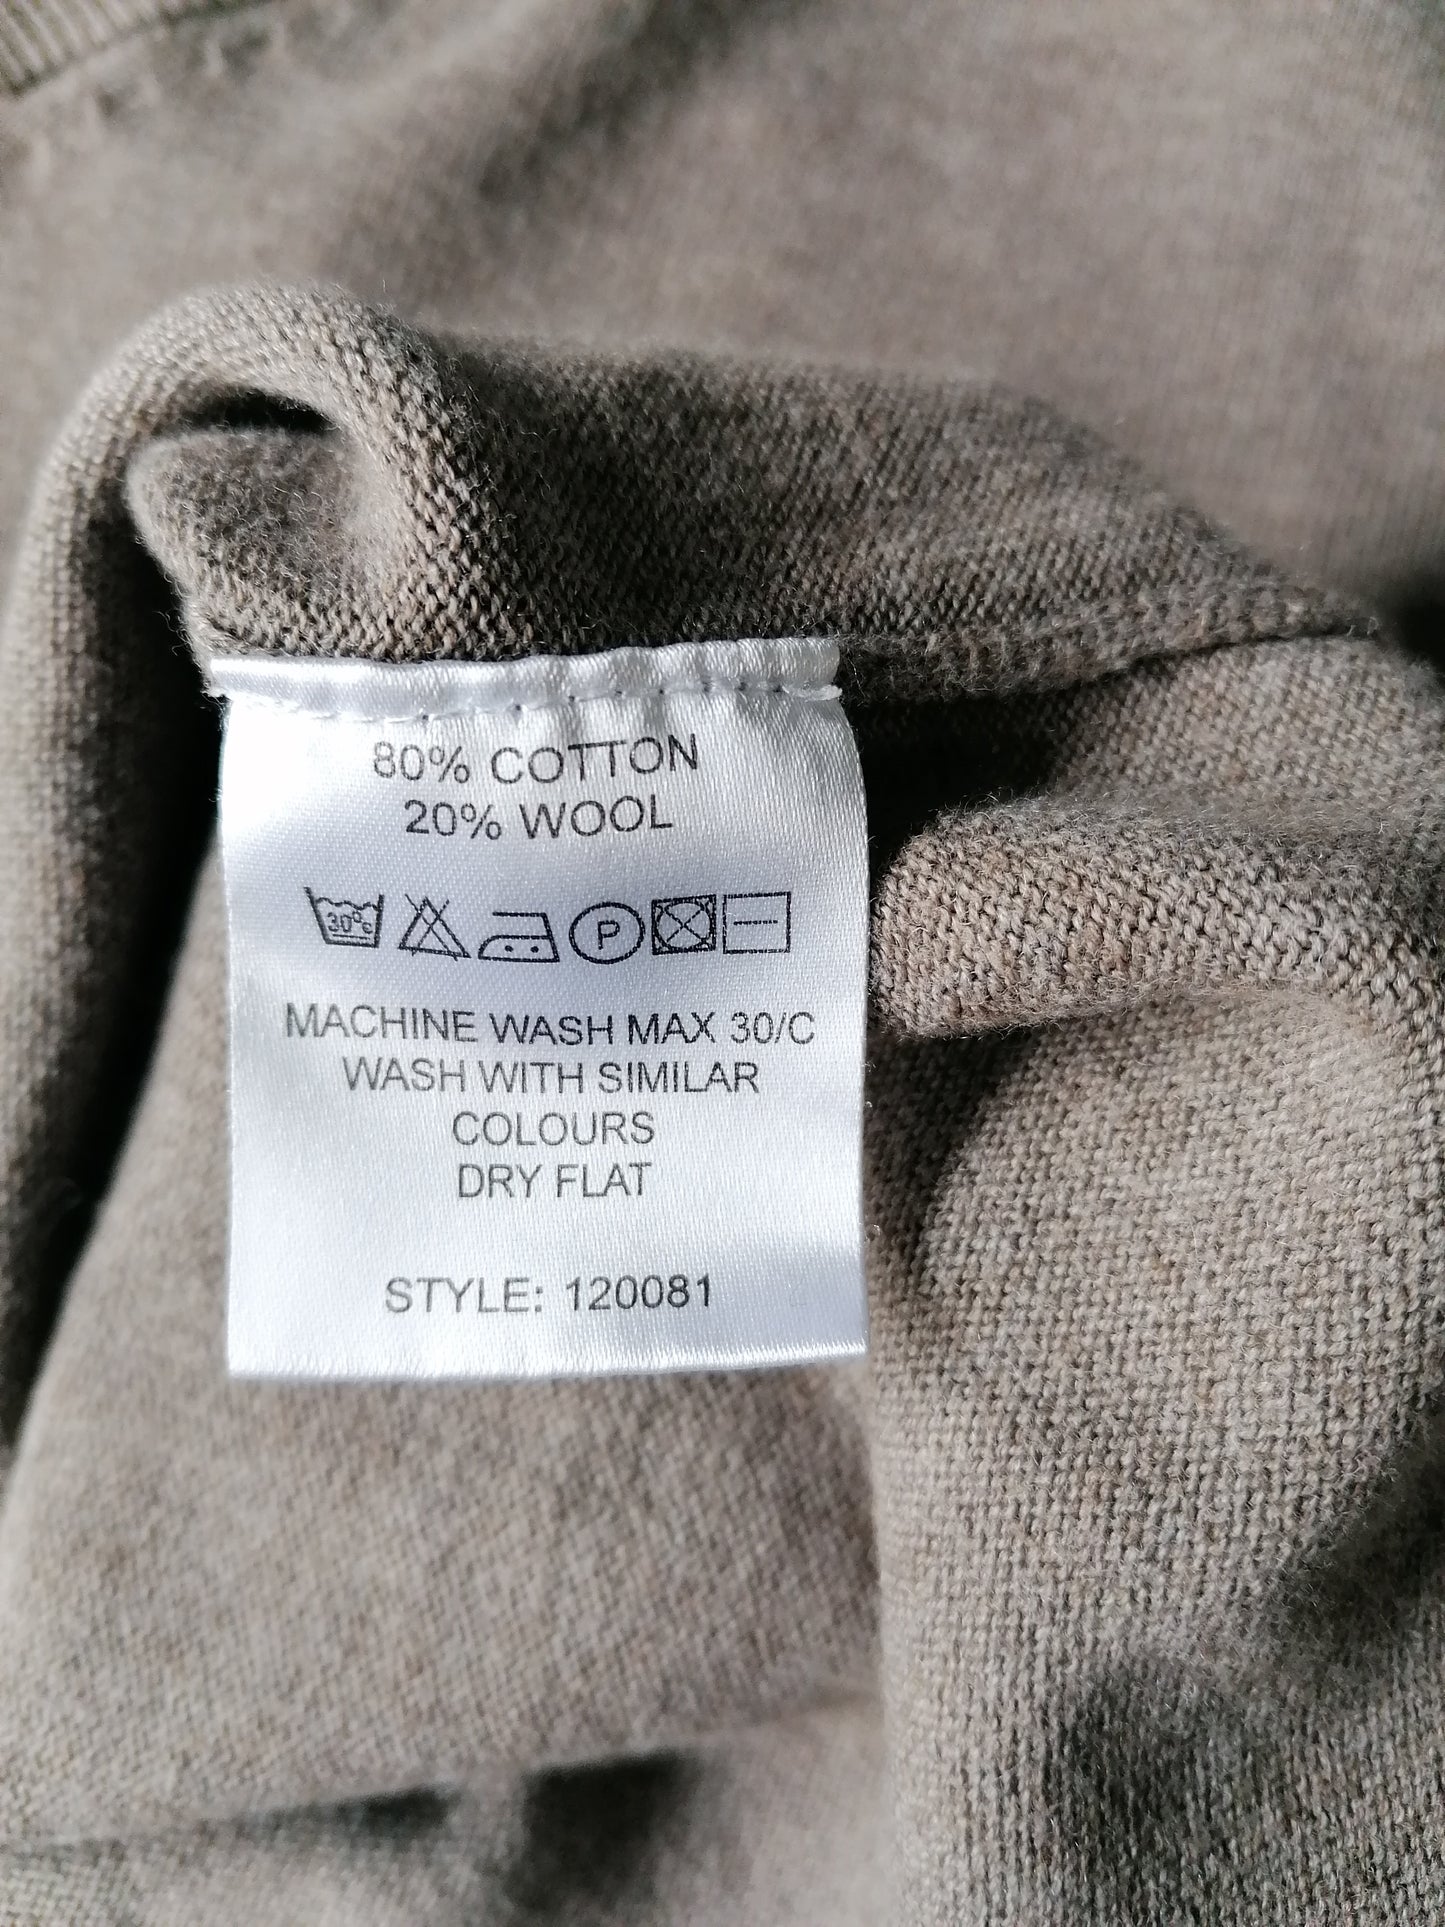 80% COTTON
20% WOOL
30°c P
MACHINE WASH MAX 30/C
WASH WITH SIMILAR
COLOURS
DRY FLAT
STYLE: 120081